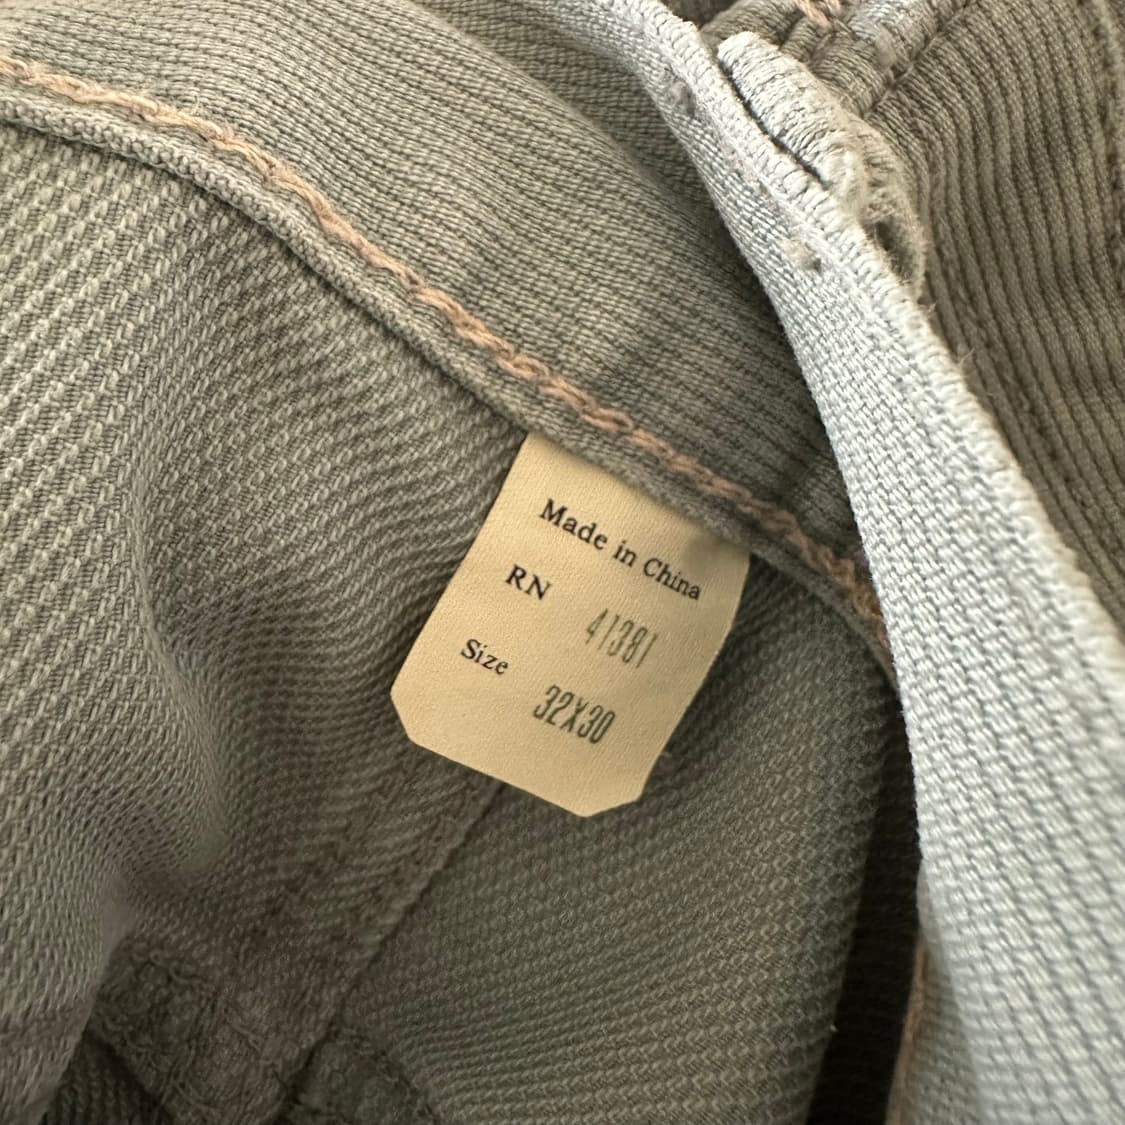 Made in China
RN 41381
Size 32X30